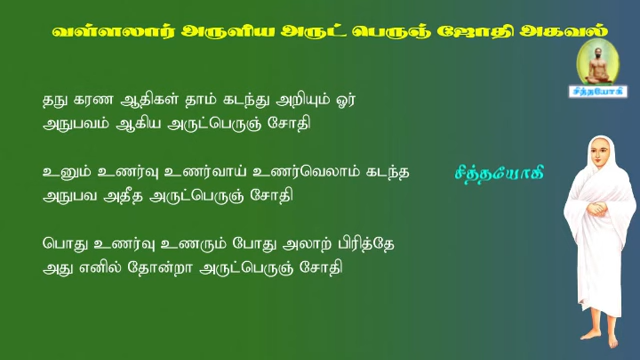 வள்ளலார் அருளிய அருட் பெருஞ் ஜோதி அகவல்
சித்தயோகி
தநு கரண ஆதிகள் தாம் கடந்து அறியும் ஓர்
அநுபவம் ஆகிய அருட்பெருஞ் சோதி
உனும் உணர்வு உணர்வாய் உணர்வெலாம் கடந்த
அநுபவ அதீத அருட்பெருஞ் சோதி
சித்தயோகி
பொது உணர்வு உணரும் போது அலாற் பிரித்தே
அது எனில் தோன்றா அருட்பெருஞ் சோதி